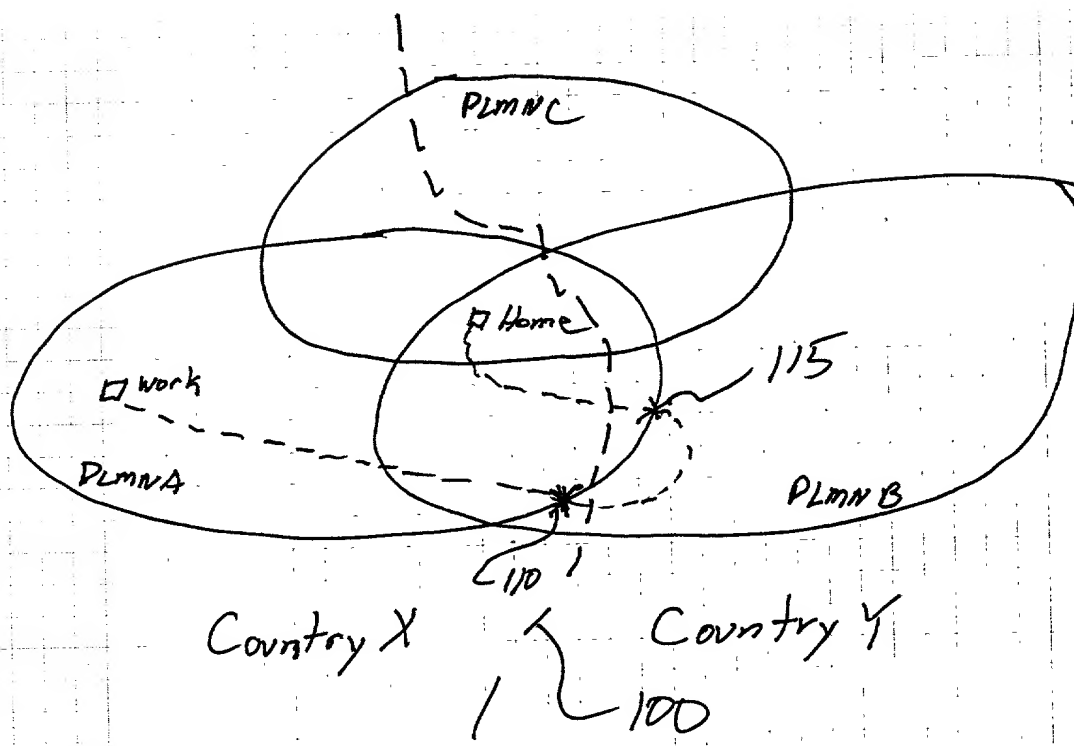 PLMN C
Home
115
work
PLMN A
PLMN B
110
Country X
Country Y
100